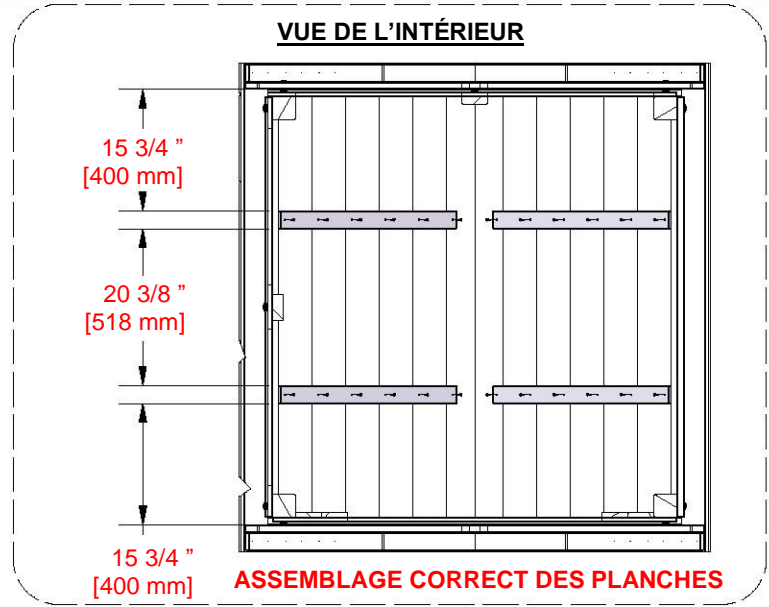 VUE DE L’INTÉRIEUR
15 3/4 ”
[400 mm]
20 3/8 ”
[518 mm]
15 3/4 ”
[400 mm]
ASSEMBLAGE CORRECT DES PLANCHES